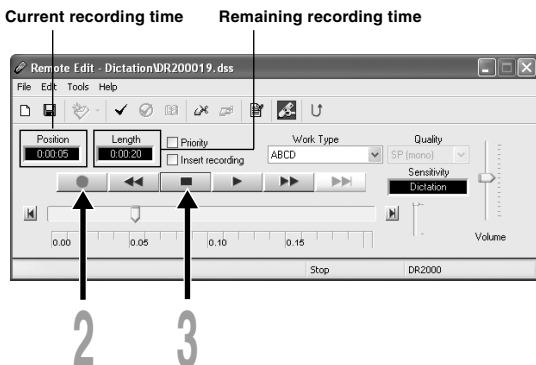 Current recording time Remaining recording time
Remote Edit - Dictation\DR200019.dss
File Edit Tools Help
Position Length Priority Work Type Quality
0:00:05 0:00:20 Insert recording ABCD SP (mono)
Sensitivity
Dictation
0.00 0.05 0.10 0.15 Volume
Stop DR2000
2 3